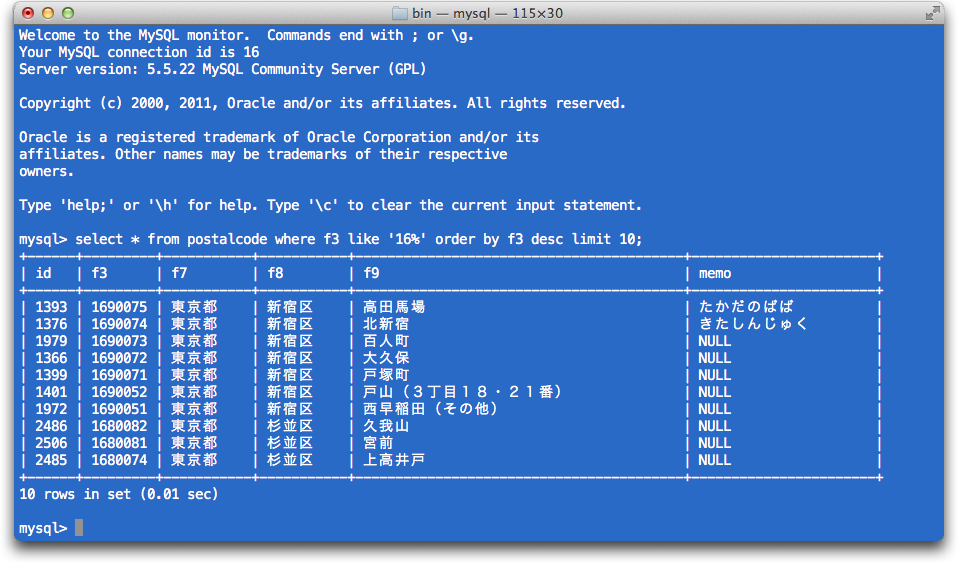 bin — mysql — 115×30
Welcome to the MySQL monitor.  Commands end with ; or \g.
Your MySQL connection id is 16
Server version: 5.5.22 MySQL Community Server (GPL)
Copyright (c) 2000, 2011, Oracle and/or its affiliates. All rights reserved.
Oracle is a registered trademark of Oracle Corporation and/or its
affiliates. Other names may be trademarks of their respective
owners.
Type 'help;' or '\h' for help. Type '\c' to clear the current input statement.
mysql> select * from postalcode where f3 like '16%' order by f3 desc limit 10;
+------+---------+-----------+-----------+-----------------------------------------+-----------------------+
| id   | f3      | f7        | f8        | f9                                      | memo                  |
+------+---------+-----------+-----------+-----------------------------------------+-----------------------+
| 1393 | 1690075 | 東京都 | 新宿区 | 高田馬場 | たかだのばば |
| 1376 | 1690074 | 東京都 | 新宿区 | 北新宿 | きたしんじゅく |
| 1979 | 1690073 | 東京都 | 新宿区 | 百人町 | NULL |
| 1366 | 1690072 | 東京都 | 新宿区 | 大久保 | NULL |
| 1399 | 1690071 | 東京都 | 新宿区 | 戸塚町 | NULL |
| 1401 | 1690052 | 東京都 | 新宿区 | 戸山（３丁目１８・２１番） | NULL |
| 1972 | 1690051 | 東京都 | 新宿区 | 西早稲田（その他） | NULL |
| 2486 | 1680082 | 東京都 | 杉並区 | 久我山 | NULL |
| 2506 | 1680081 | 東京都 | 杉並区 | 宮前 | NULL |
| 2485 | 1680074 | 東京都 | 杉並区 | 上高井戸 | NULL |
+------+---------+-----------+-----------+-----------------------------------------+-----------------------+
10 rows in set (0.01 sec)
mysql>